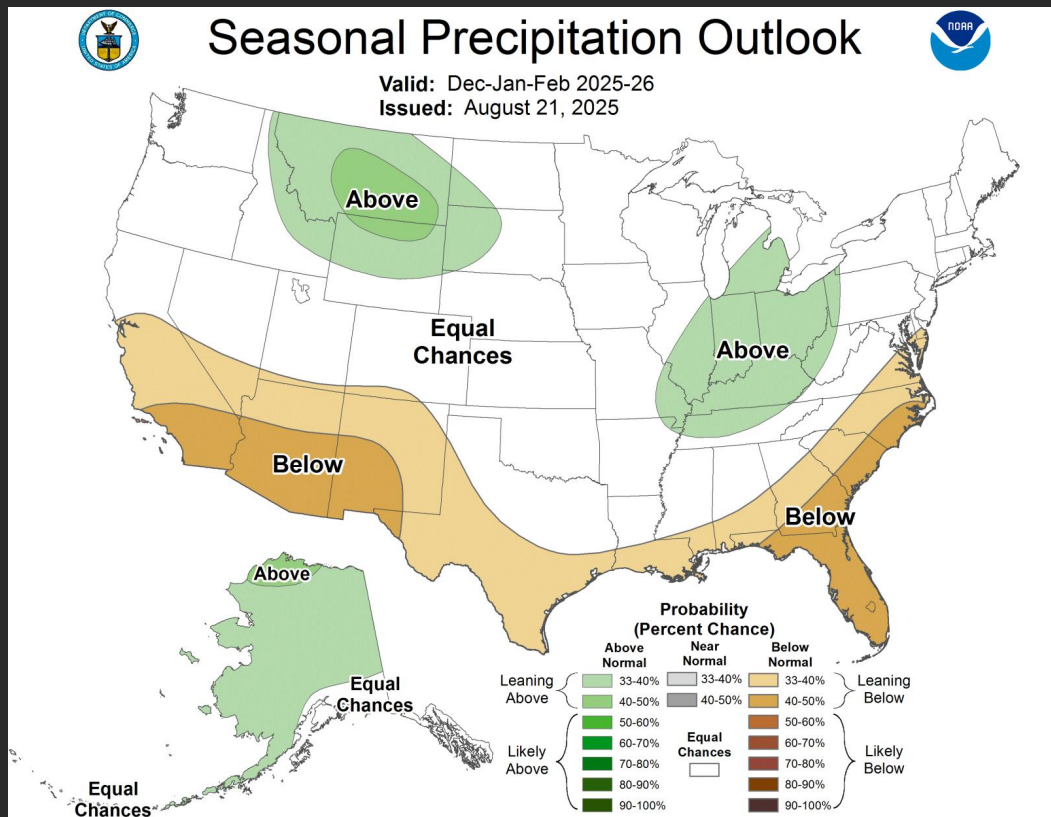 Seasonal Precipitation Outlook
NOAA
Valid: Dec-Jan-Feb 2025-26
Issued: August 21, 2025
Above
Equal
Chances
Above
Below
Below
Above
Equal
Chances
Equal
Chances
Probability
(Percent Chance)
Above
Normal
Near
Normal
Below
Normal
Leaning
Above
33-40%
33-40%
33-40%
Leaning
Below
40-50%
40-50%
40-50%
Likely
Above
50-60%
60-70%
70-80%
80-90%
90-100%
Equal
Chances
50-60%
60-70%
70-80%
80-90%
90-100%
Likely
Below